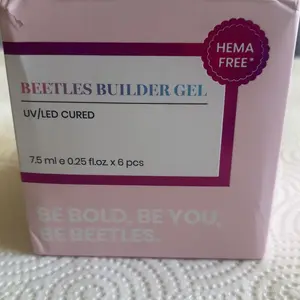 HEMA
FREE*
BEETLES BUILDER GEL
UV/LED CURED
7.5 ml e 0.25 fl.oz. x 6 pcs
BE BOLD. BE YOU.
BE BEETLES.